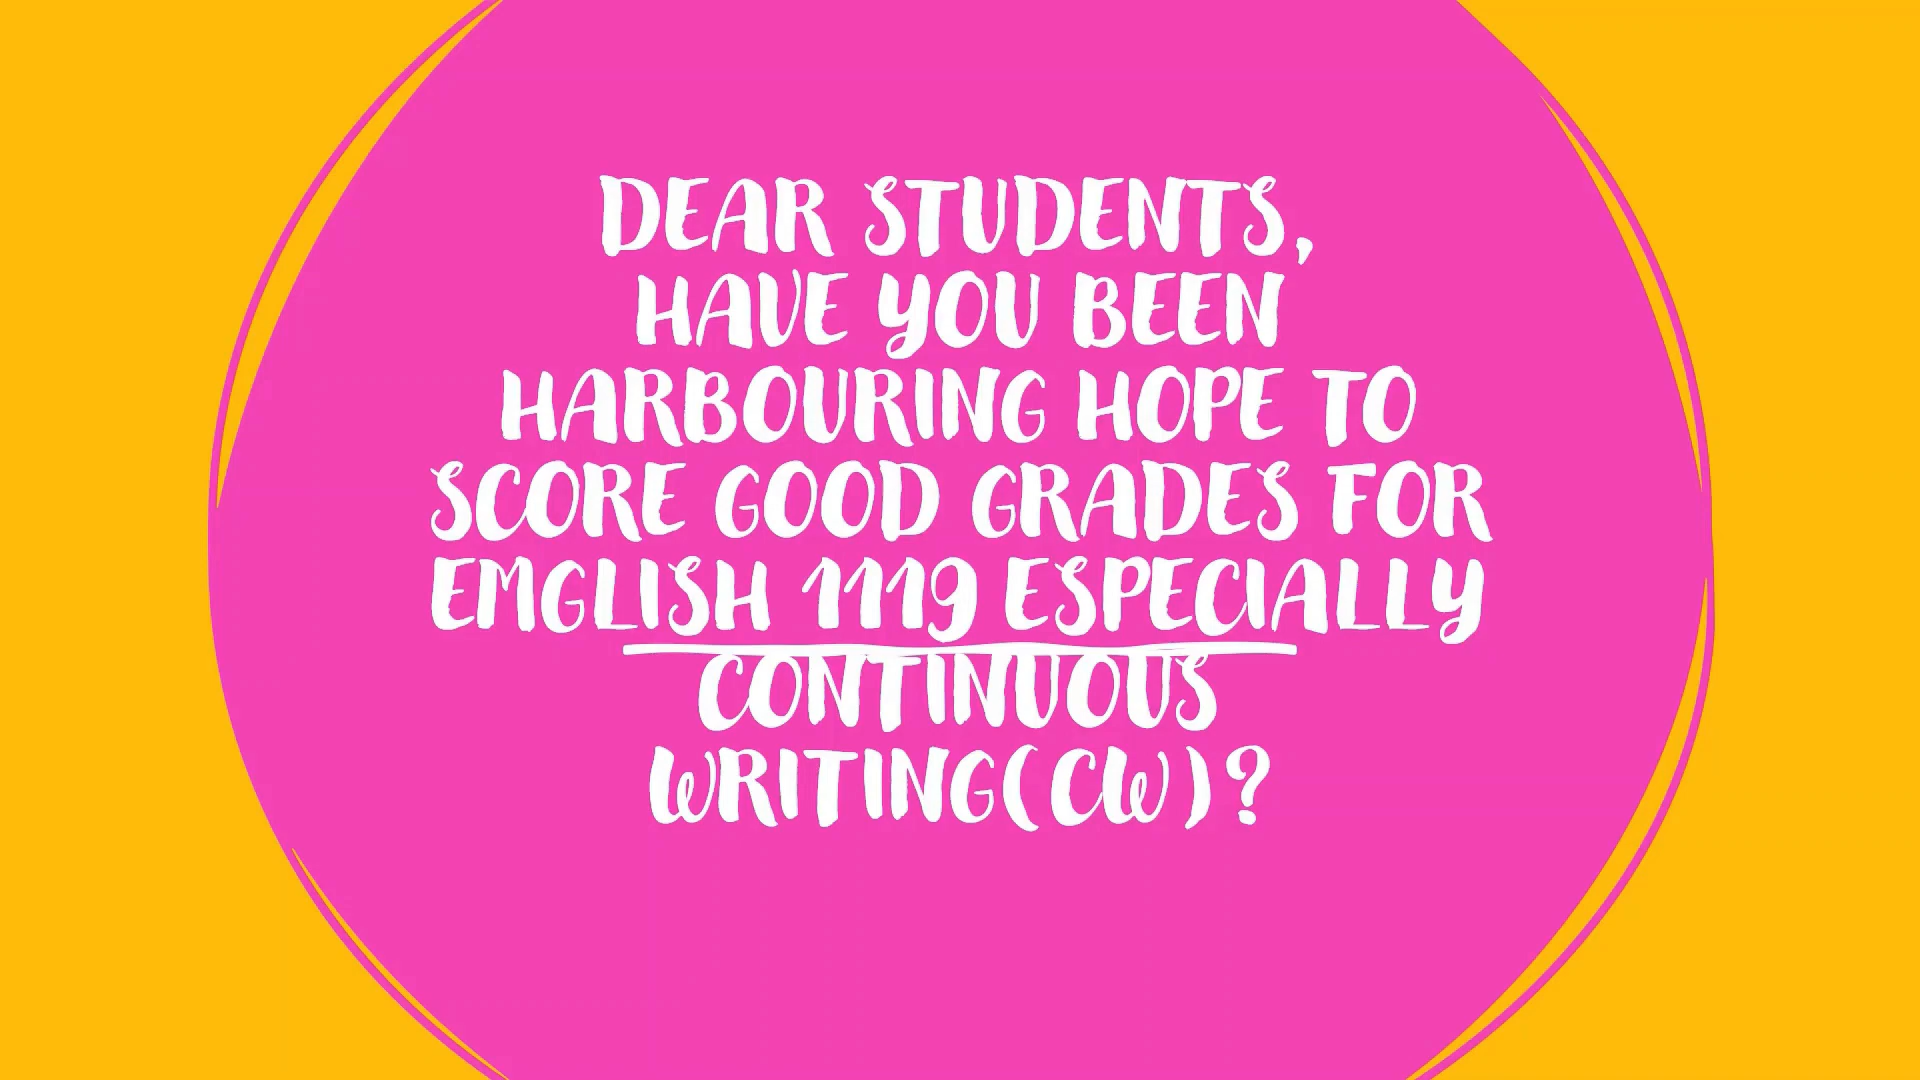 DEAR STUDENTS,
HAVE YOU BEEN
HARBOURING HOPE TO
SCORE GOOD GRADES FOR
EMGLISH 1119 ESPECIALLY
CONTINUOUS
WRITING(CW)?